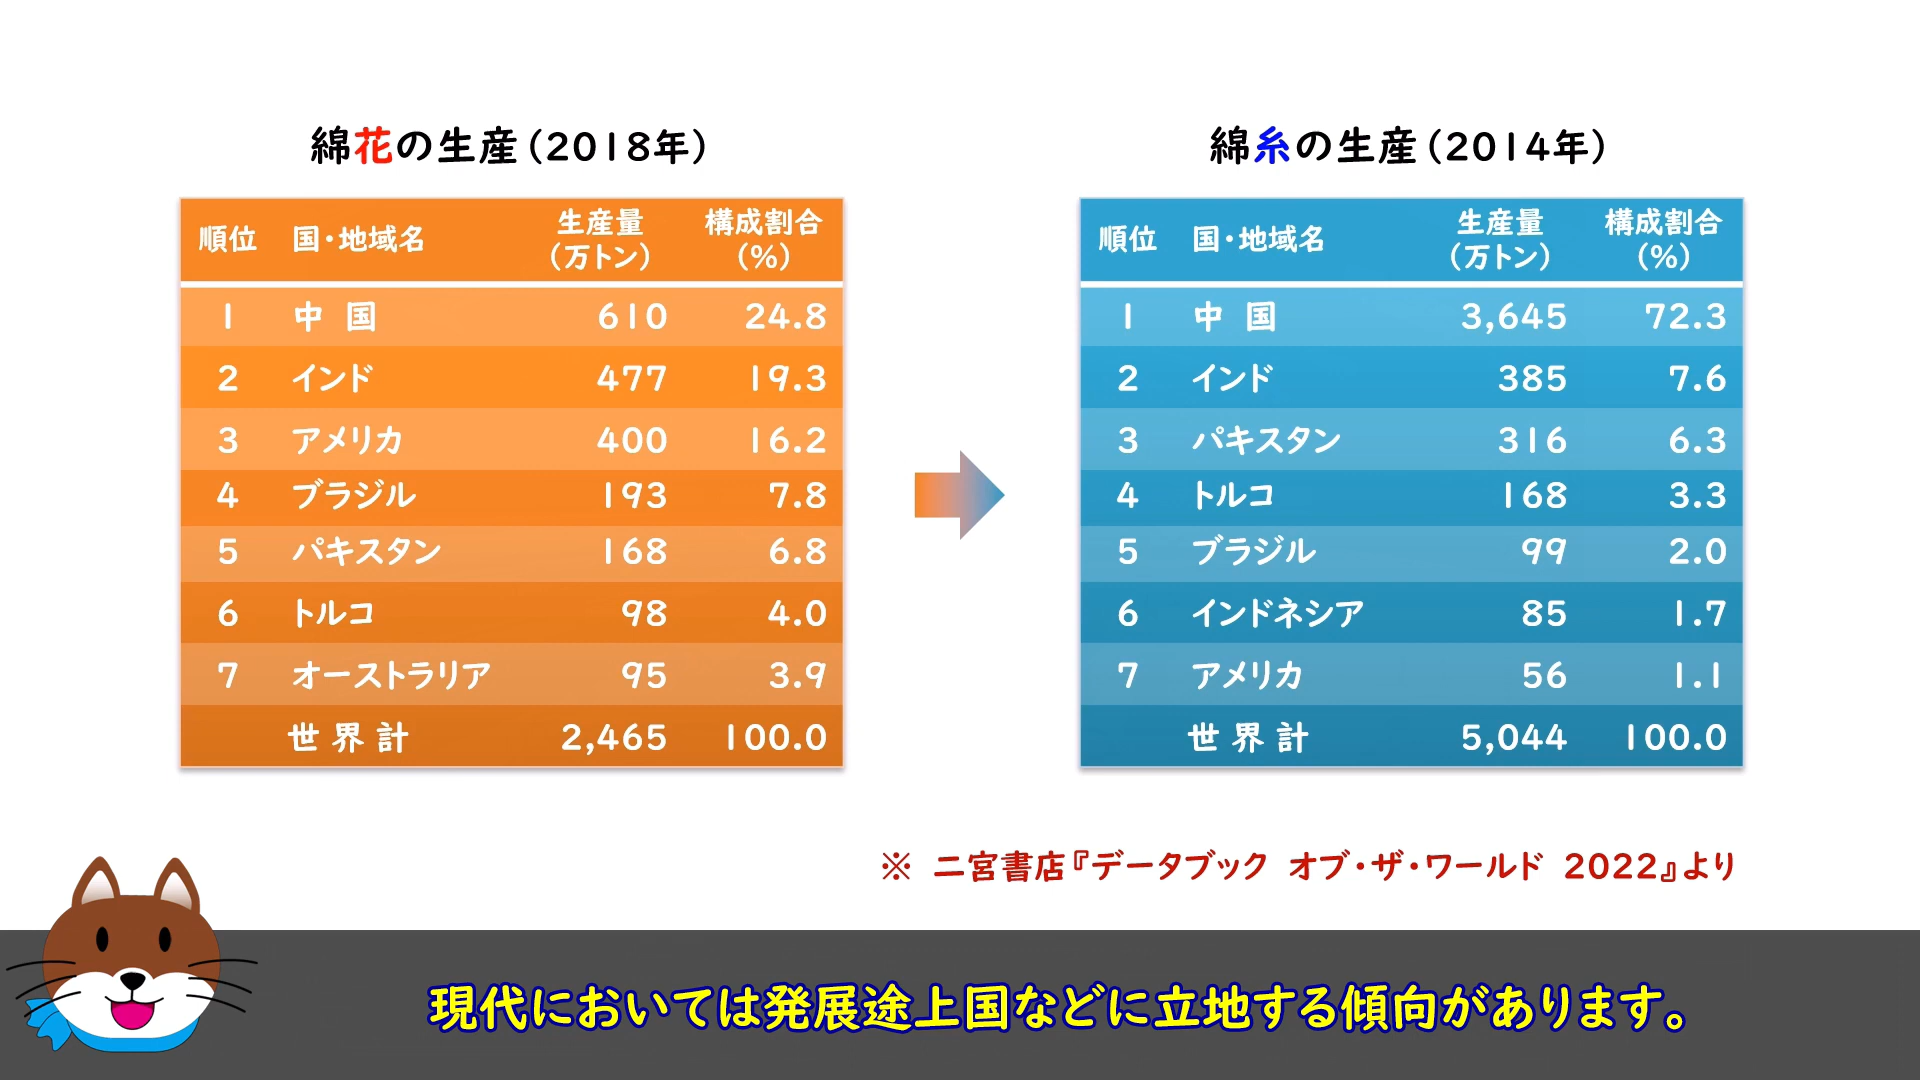 綿花の生産(2018年)
順位 国・地域名 生産量(万トン) 構成割合(%)
1 中 国 610 24.8
2 インド 477 19.3
3 アメリカ 400 16.2
4 ブラジル 193 7.8
5 パキスタン 168 6.8
6 トルコ 98 4.0
7 オーストラリア 95 3.9
世 界 計 2,465 100.0
綿糸の生産(2014年)
順位 国・地域名 生産量(万トン) 構成割合(%)
1 中 国 3,645 72.3
2 インド 385 7.6
3 パキスタン 316 6.3
4 トルコ 168 3.3
5 ブラジル 99 2.0
6 インドネシア 85 1.7
7 アメリカ 56 1.1
世 界 計 5,044 100.0
※ 二宮書店『データブック オブ・ザ・ワールド 2022』より
現代においては発展途上国などに立地する傾向があります。